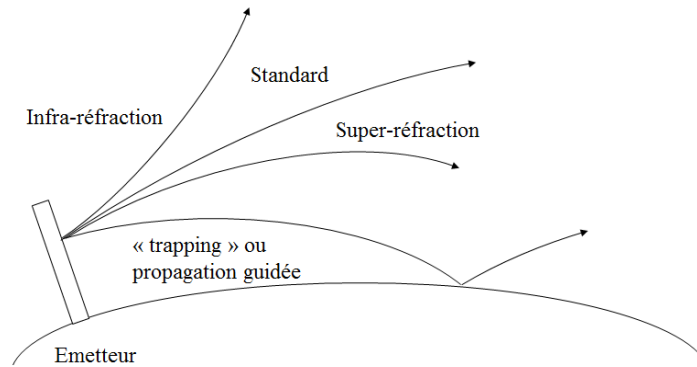 Standard
Infra-réfraction
Super-réfraction
« trapping » ou
propagation guidée
Emetteur